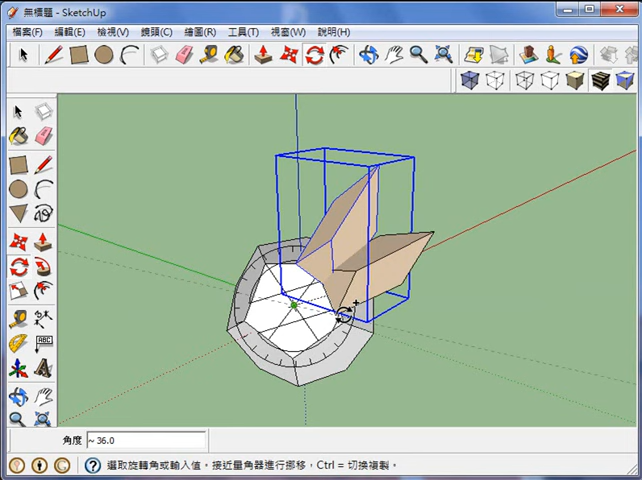 無標題 - SketchUp
檔案(F) 編輯(E) 檢視(V) 鏡頭(C) 繪圖(R) 工具(T) 視窗(W) 說明(H)
ABC
角度 ~ 36.0
選取旋轉角或輸入值。接近量角器進行挪移，Ctrl = 切換複製。